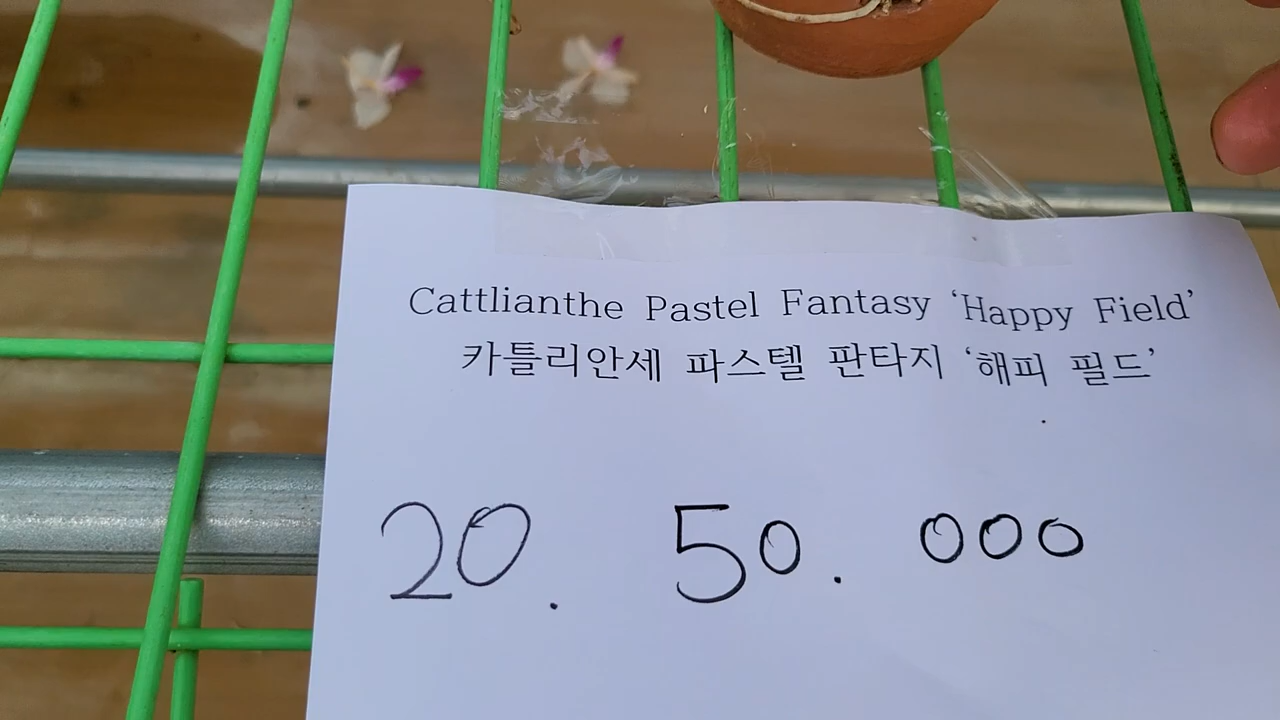 Cattlianthe Pastel Fantasy ‘Happy Field’
카틀리안세 파스텔 판타지 ‘해피 필드’
20. 50. 000